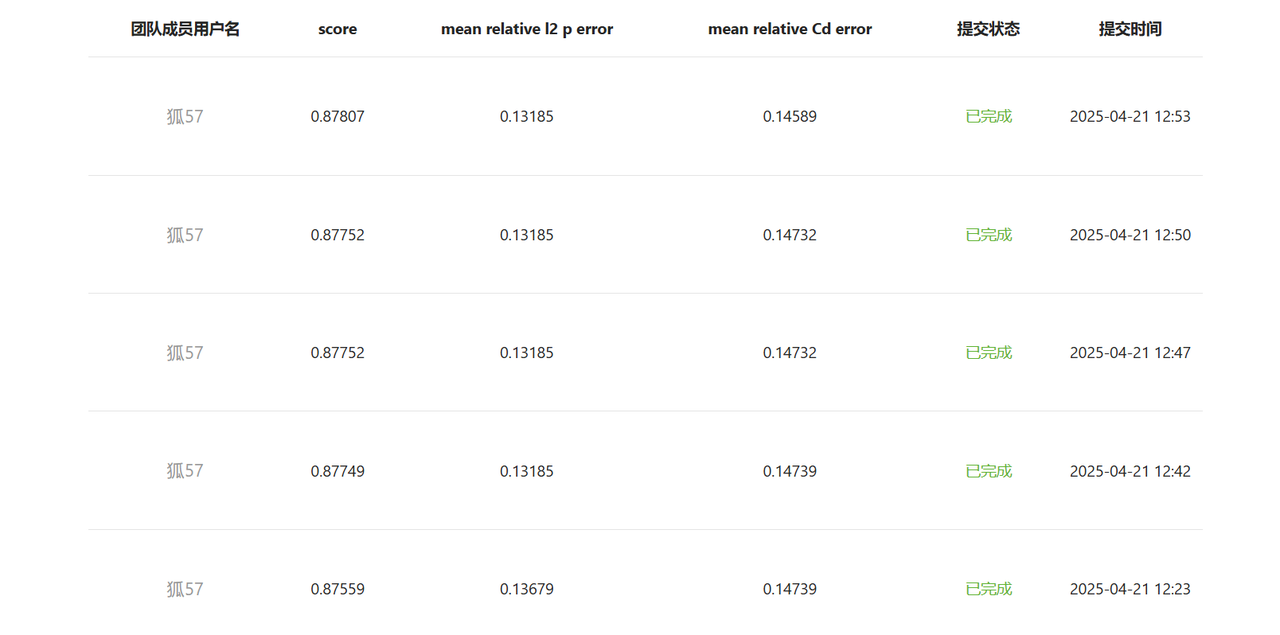 团队成员用户名 score mean relative l2 p error mean relative Cd error 提交状态 提交时间
狐57 0.87807 0.13185 0.14589 已完成 2025-04-21 12:53
狐57 0.87752 0.13185 0.14732 已完成 2025-04-21 12:50
狐57 0.87752 0.13185 0.14732 已完成 2025-04-21 12:47
狐57 0.87749 0.13185 0.14739 已完成 2025-04-21 12:42
狐57 0.87559 0.13679 0.14739 已完成 2025-04-21 12:23